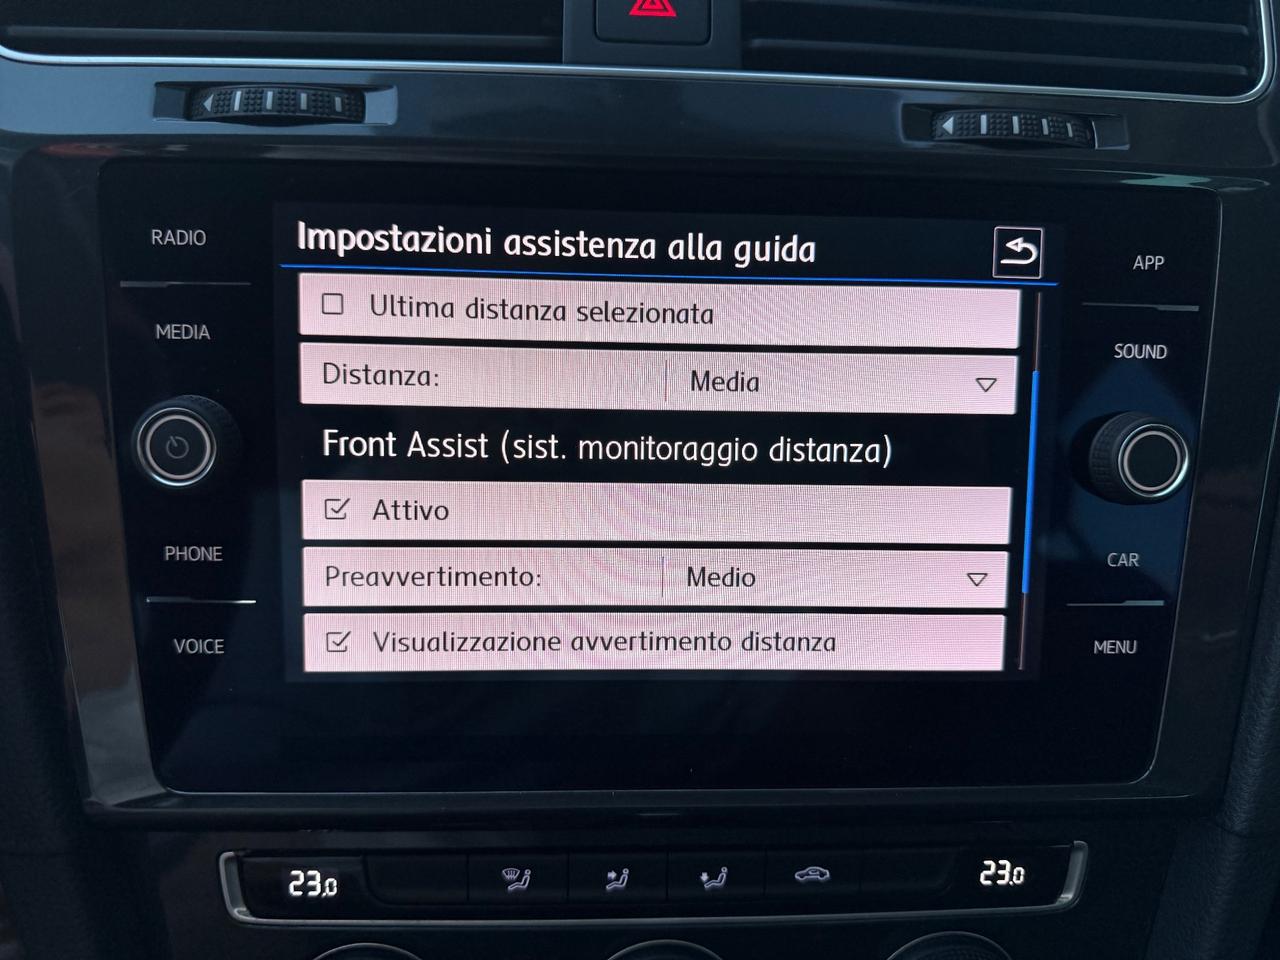 RADIO
MEDIA
PHONE
VOICE
Impostazioni assistenza alla guida
Ultima distanza selezionata
Distanza: Media
Front Assist (sist. monitoraggio distanza)
Attivo
Preavvertimento: Medio
Visualizzazione avvertimento distanza
APP
SOUND
CAR
MENU
23,0
23,0